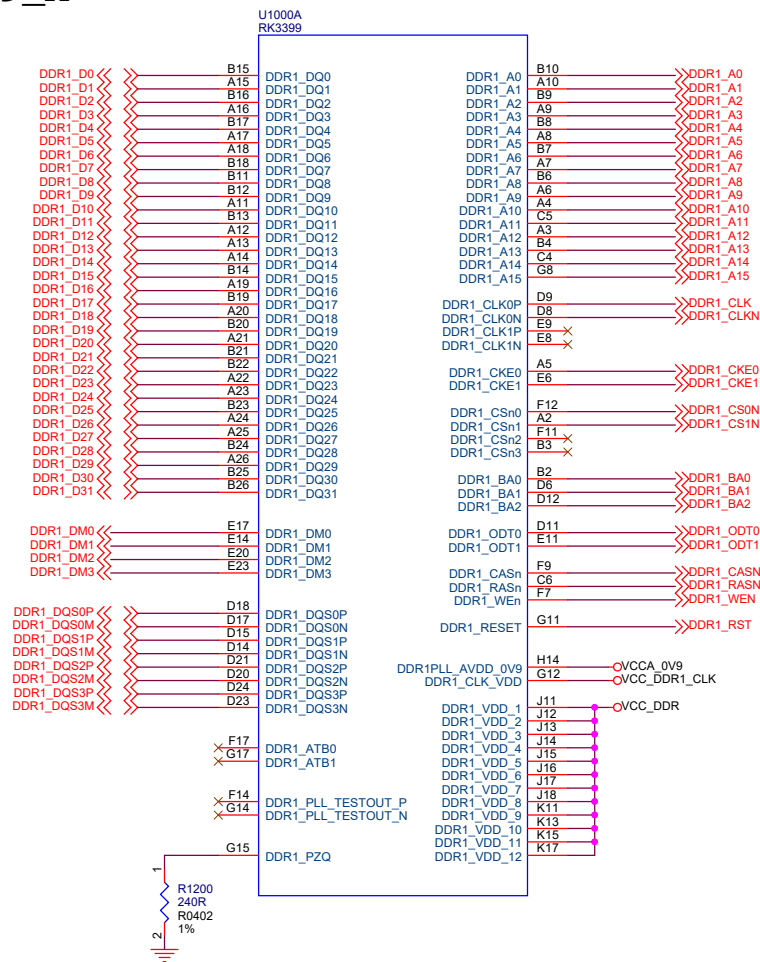 U1000A
RK3399
DDR1_D0 B15 DDR1_DQ0 DDR1_A0 B10 DDR1_A0
DDR1_D1 A15 DDR1_DQ1 DDR1_A1 A10 DDR1_A1
DDR1_D2 B16 DDR1_DQ2 DDR1_A2 B9 DDR1_A2
DDR1_D3 A16 DDR1_DQ3 DDR1_A3 A9 DDR1_A3
DDR1_D4 B17 DDR1_DQ4 DDR1_A4 B8 DDR1_A4
DDR1_D5 A17 DDR1_DQ5 DDR1_A5 A8 DDR1_A5
DDR1_D6 A18 DDR1_DQ6 DDR1_A6 B7 DDR1_A6
DDR1_D7 B18 DDR1_DQ7 DDR1_A7 A7 DDR1_A7
DDR1_D8 B11 DDR1_DQ8 DDR1_A8 B6 DDR1_A8
DDR1_D9 B12 DDR1_DQ9 DDR1_A9 A6 DDR1_A9
DDR1_D10 A11 DDR1_DQ10 DDR1_A10 A4 DDR1_A10
DDR1_D11 B13 DDR1_DQ11 DDR1_A11 C5 DDR1_A11
DDR1_D12 A12 DDR1_DQ12 DDR1_A12 A3 DDR1_A12
DDR1_D13 A13 DDR1_DQ13 DDR1_A13 B4 DDR1_A13
DDR1_D14 A14 DDR1_DQ14 DDR1_A14 C4 DDR1_A14
DDR1_D15 B14 DDR1_DQ15 DDR1_A15 G8 DDR1_A15
DDR1_D16 A19 DDR1_DQ16
DDR1_D17 B19 DDR1_DQ17 DDR1_CLK0P D9 DDR1_CLK
DDR1_D18 A20 DDR1_DQ18 DDR1_CLK0N D8 DDR1_CLKN
DDR1_D19 B20 DDR1_DQ19 DDR1_CLK1P E9
DDR1_D20 A21 DDR1_DQ20 DDR1_CLK1N E8
DDR1_D21 B21 DDR1_DQ21
DDR1_D22 B22 DDR1_DQ22 DDR1_CKE0 A5 DDR1_CKE0
DDR1_D23 A22 DDR1_DQ23 DDR1_CKE1 E6 DDR1_CKE1
DDR1_D24 A23 DDR1_DQ24
DDR1_D25 B23 DDR1_DQ25 DDR1_CSn0 F12 DDR1_CS0N
DDR1_D26 A24 DDR1_DQ26 DDR1_CSn1 A2 DDR1_CS1N
DDR1_D27 A25 DDR1_DQ27 DDR1_CSn2 F11
DDR1_D28 B24 DDR1_DQ28 DDR1_CSn3 B3
DDR1_D29 A26 DDR1_DQ29
DDR1_D30 B25 DDR1_DQ30 DDR1_BA0 B2 DDR1_BA0
DDR1_D31 B26 DDR1_DQ31 DDR1_BA1 D6 DDR1_BA1
DDR1_BA2 D12 DDR1_BA2
DDR1_DM0 E17 DDR1_DM0 DDR1_ODT0 D11 DDR1_ODT0
DDR1_DM1 E14 DDR1_DM1 DDR1_ODT1 E11 DDR1_ODT1
DDR1_DM2 E20 DDR1_DM2
DDR1_DM3 E23 DDR1_DM3 DDR1_CASn F9 DDR1_CASN
DDR1_RASn C6 DDR1_RASN
DDR1_WEn F7 DDR1_WEN
DDR1_DQS0P D18 DDR1_DQS0P
DDR1_DQS0M D17 DDR1_DQS0N DDR1_RESET G11 DDR1_RST
DDR1_DQS1P D15 DDR1_DQS1P
DDR1_DQS1M D14 DDR1_DQS1N
DDR1_DQS2P D21 DDR1_DQS2P DDR1PLL_AVDD_0V9 H14 VCCA_0V9
DDR1_DQS2M D20 DDR1_DQS2N DDR1_CLK_VDD G12 VCC_DDR1_CLK
DDR1_DQS3P D24 DDR1_DQS3P
DDR1_DQS3M D23 DDR1_DQS3N DDR1_VDD_1 J11 VCC_DDR
DDR1_VDD_2 J12
DDR1_VDD_3 J13
F17 DDR1_ATB0 DDR1_VDD_4 J14
G17 DDR1_ATB1 DDR1_VDD_5 J15
DDR1_VDD_6 J16
DDR1_VDD_7 J17
F14 DDR1_PLL_TESTOUT_P DDR1_VDD_8 J18
G14 DDR1_PLL_TESTOUT_N DDR1_VDD_9 K11
DDR1_VDD_10 K13
DDR1_VDD_11 K15
G15 DDR1_PZQ DDR1_VDD_12 K17
1
R1200
240R
R0402
1%
2